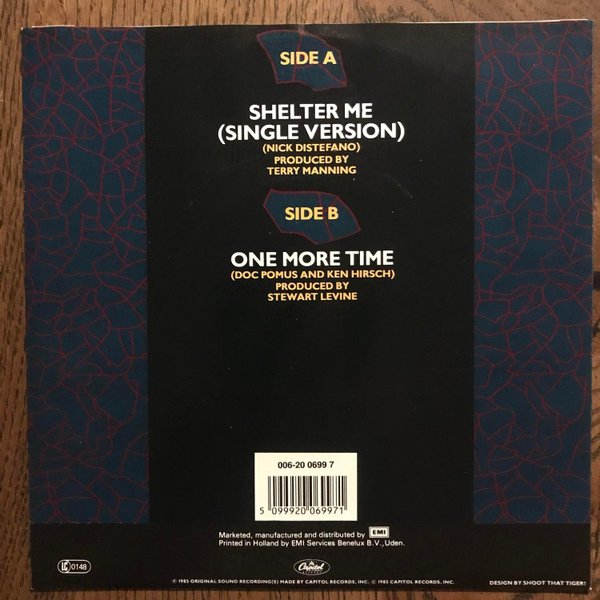 SIDE A
SHELTER ME
(SINGLE VERSION)
(NICK DISTEFANO)
PRODUCED BY
TERRY MANNING
SIDE B
ONE MORE TIME
(DOC POMUS AND KEN HIRSCH)
PRODUCED BY
STEWART LEVINE
006-20 0699 7
5 099920 069971
Marketed, manufactured and distributed by EMI
Printed in Holland by EMI Services Benelux B.V., Uden.
LC 0148
Capitol
℗ 1985 ORIGINAL SOUND RECORDING(S) MADE BY CAPITOL RECORDS, INC. © 1985 CAPITOL RECORDS, INC.
DESIGN BY SHOOT THAT TIGER!